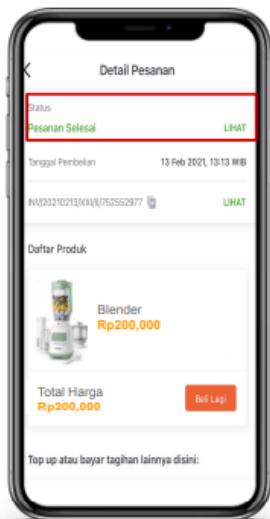 Detail Pesanan
Status
Pesanan Selesai LIHAT
Tanggal Pembelian 13 Feb 2021, 13:13 WIB
INV/20210213/XXI/II/752552977 LIHAT
Daftar Produk
Blender
Rp200,000
Total Harga
Rp200,000
Beli Lagi
Top up atau bayar tagihan lainnya disini: